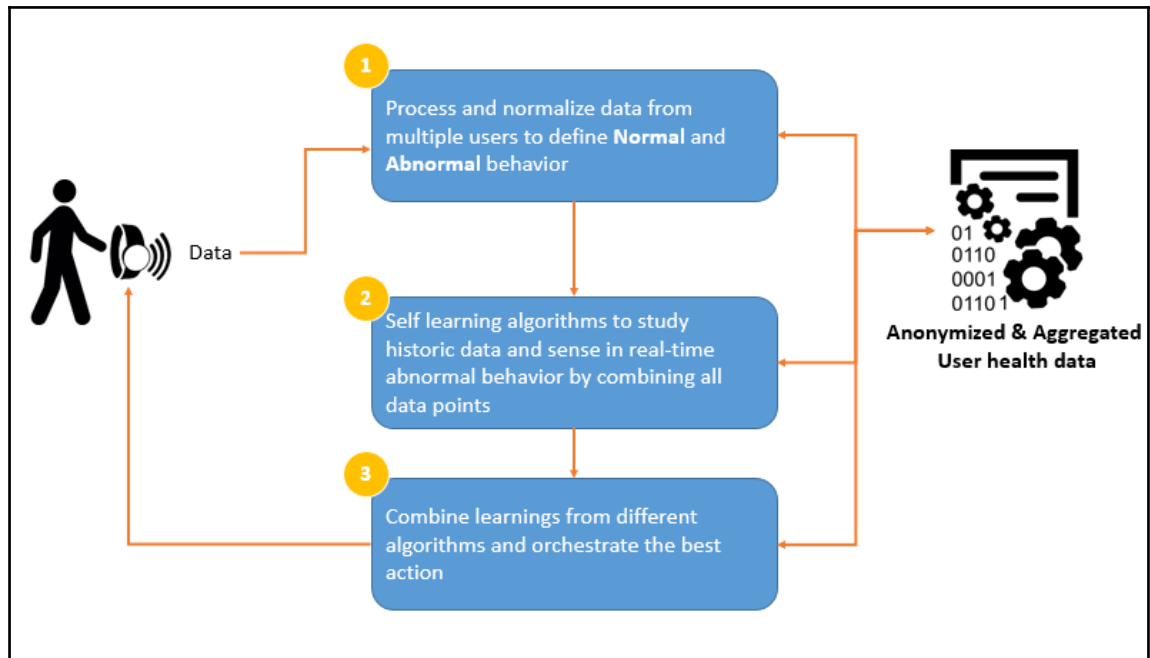 1
Process and normalize data from
multiple users to define Normal and
Abnormal behavior
Data
2
Self learning algorithms to study
historic data and sense in real-time
abnormal behavior by combining all
data points
3
Combine learnings from different
algorithms and orchestrate the best
action
01
0110
0001
01101
Anonymized & Aggregated
User health data